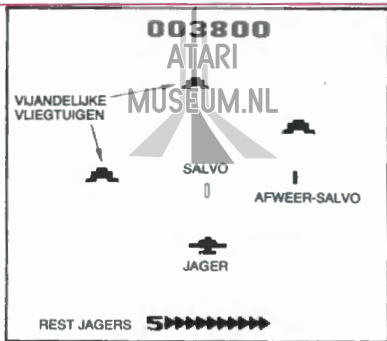 003800
ATARI
MUSEUM.NL
VIJANDELIJKE
VLIEGTUIGEN
SALVO
AFWEER-SALVO
JAGER
REST JAGERS 5